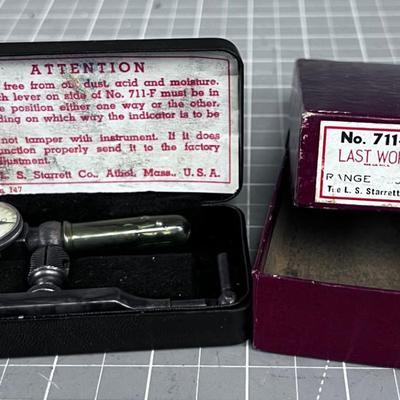 ATTENTION
free from oil, dust, acid and moisture.
lever on side of No. 711-F must be in
position either one way or the other.
ding on which way the indicator is to be
not tamper with instrument. If it does
unction properly send it to the factory
djustment.
S. Starrett Co., Athol, Mass., U. S. A.
147
No. 711-
LAST WO
RANGE
The L. S. Starrett